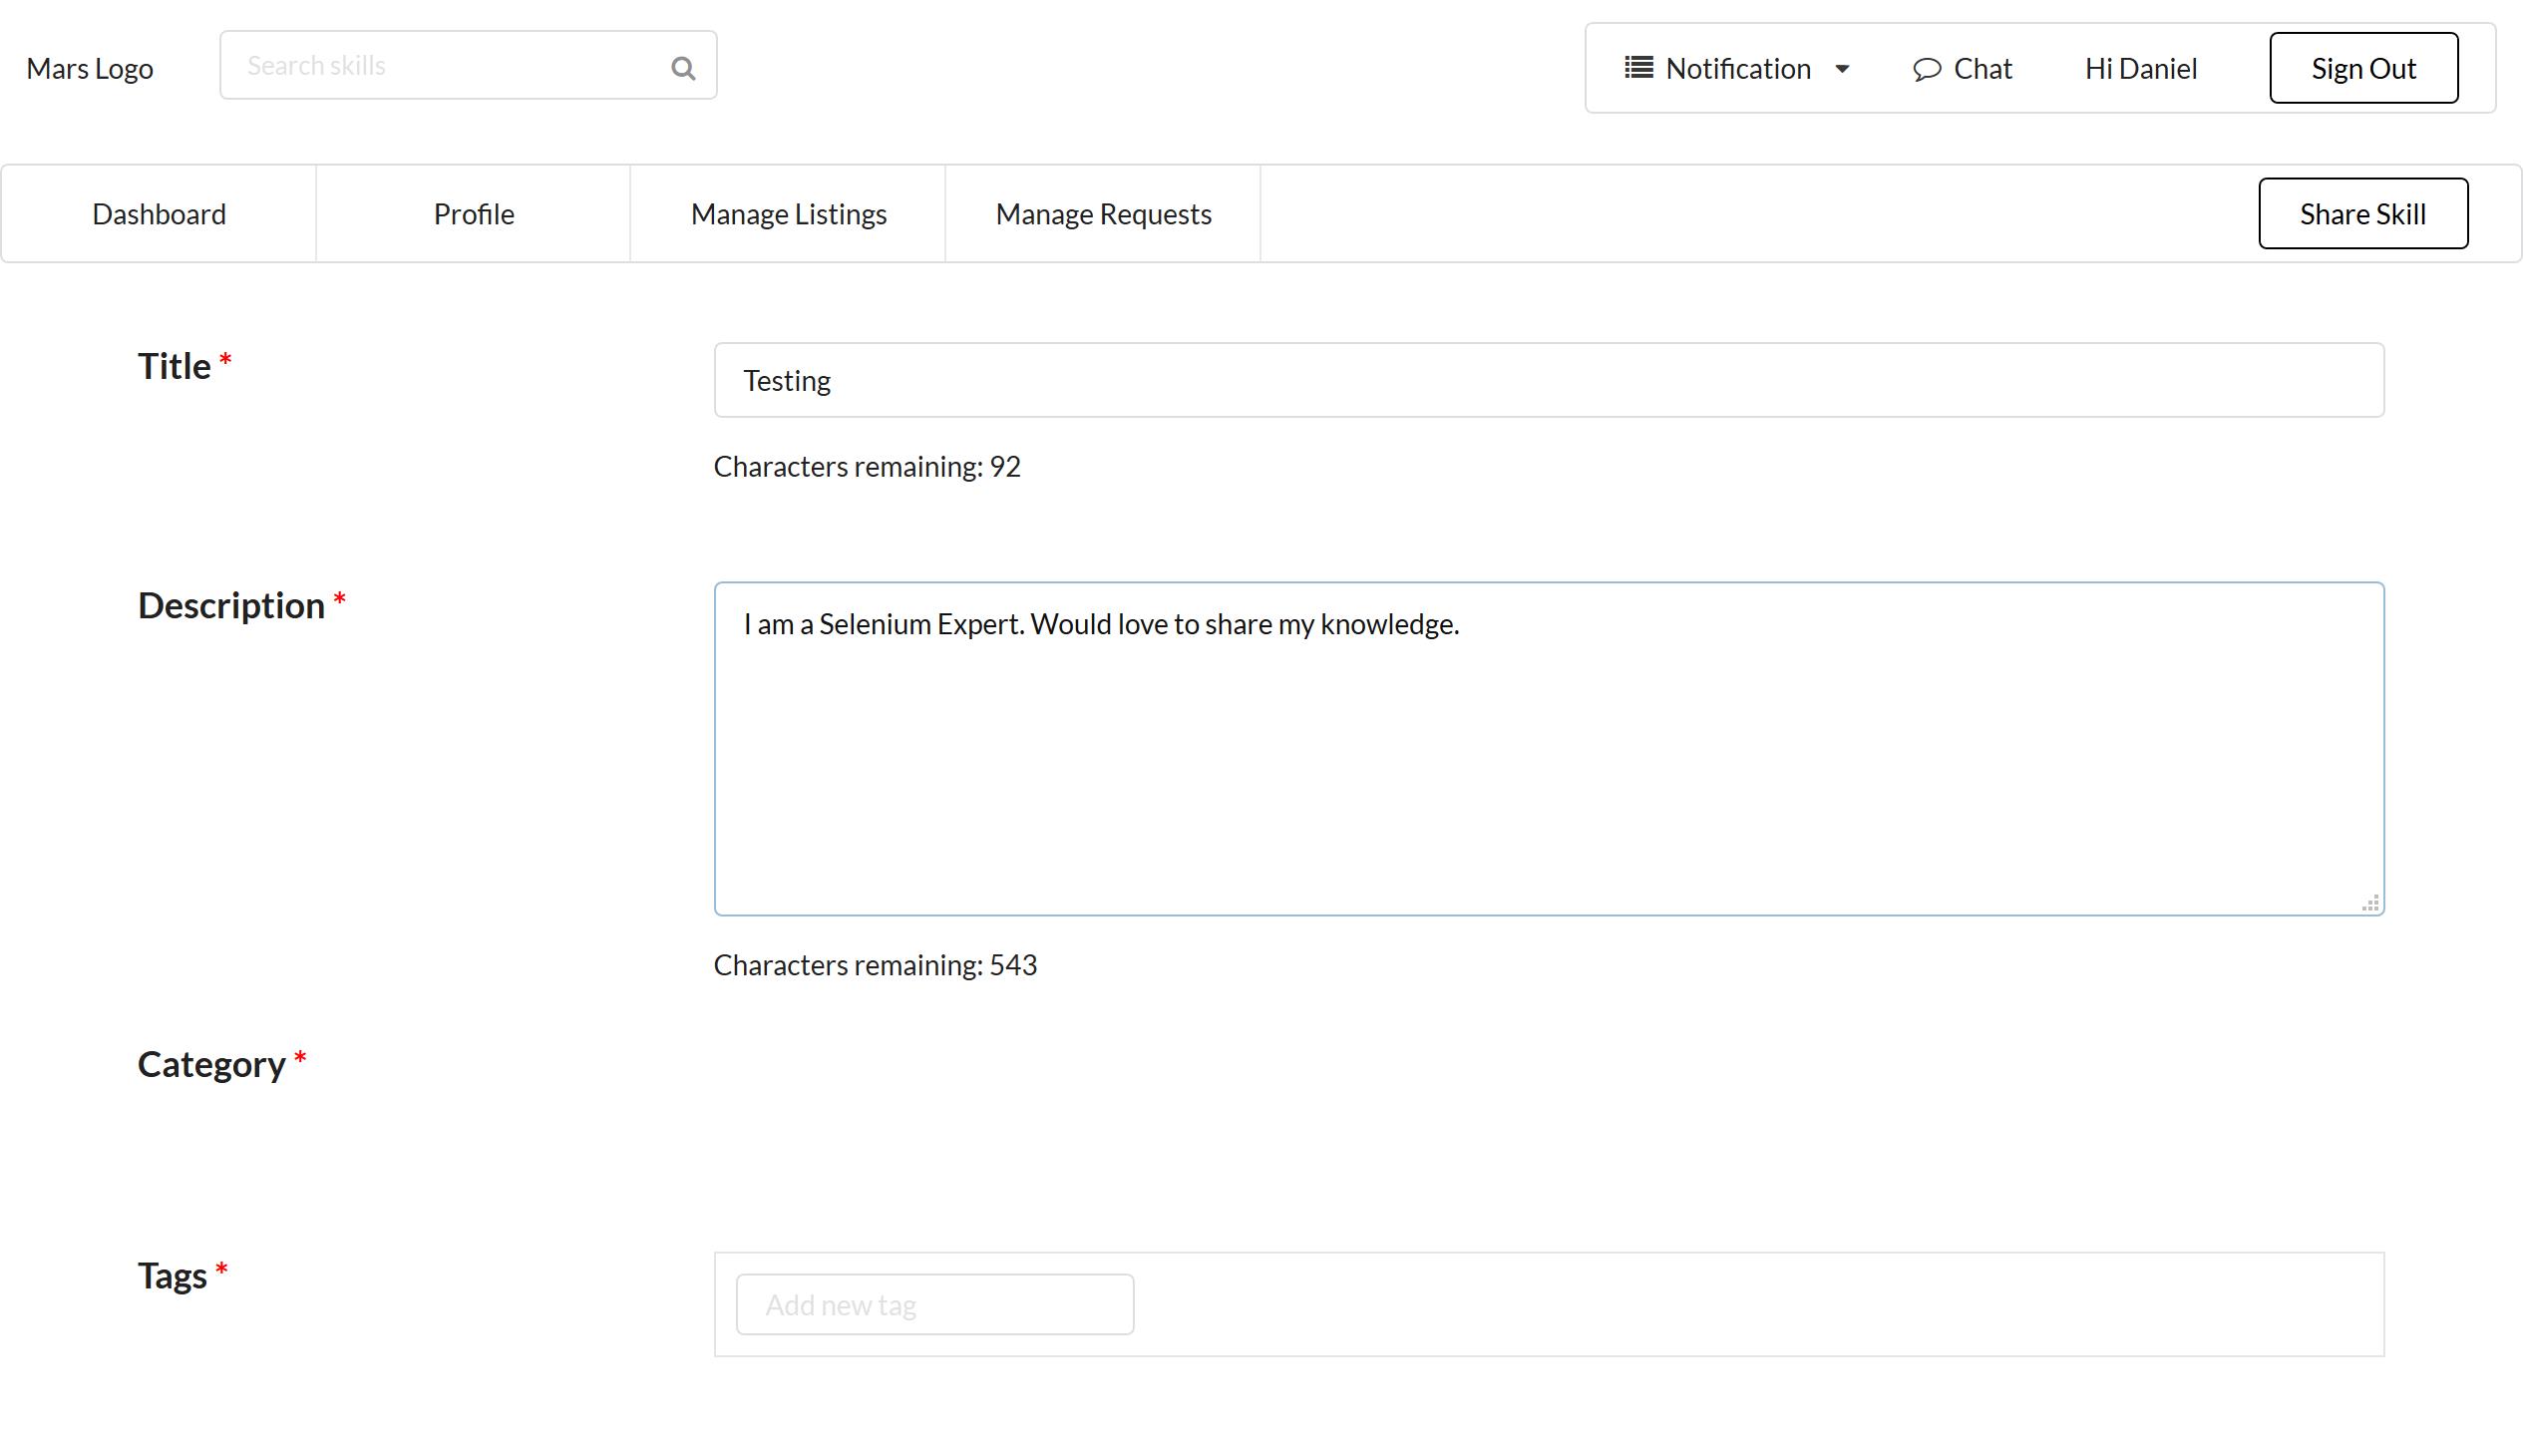 Mars Logo
Search skills
Notification
Chat
Hi Daniel
Sign Out
Dashboard
Profile
Manage Listings
Manage Requests
Share Skill
Title *
Testing
Characters remaining: 92
Description *
I am a Selenium Expert. Would love to share my knowledge.
Characters remaining: 543
Category *
Tags *
Add new tag